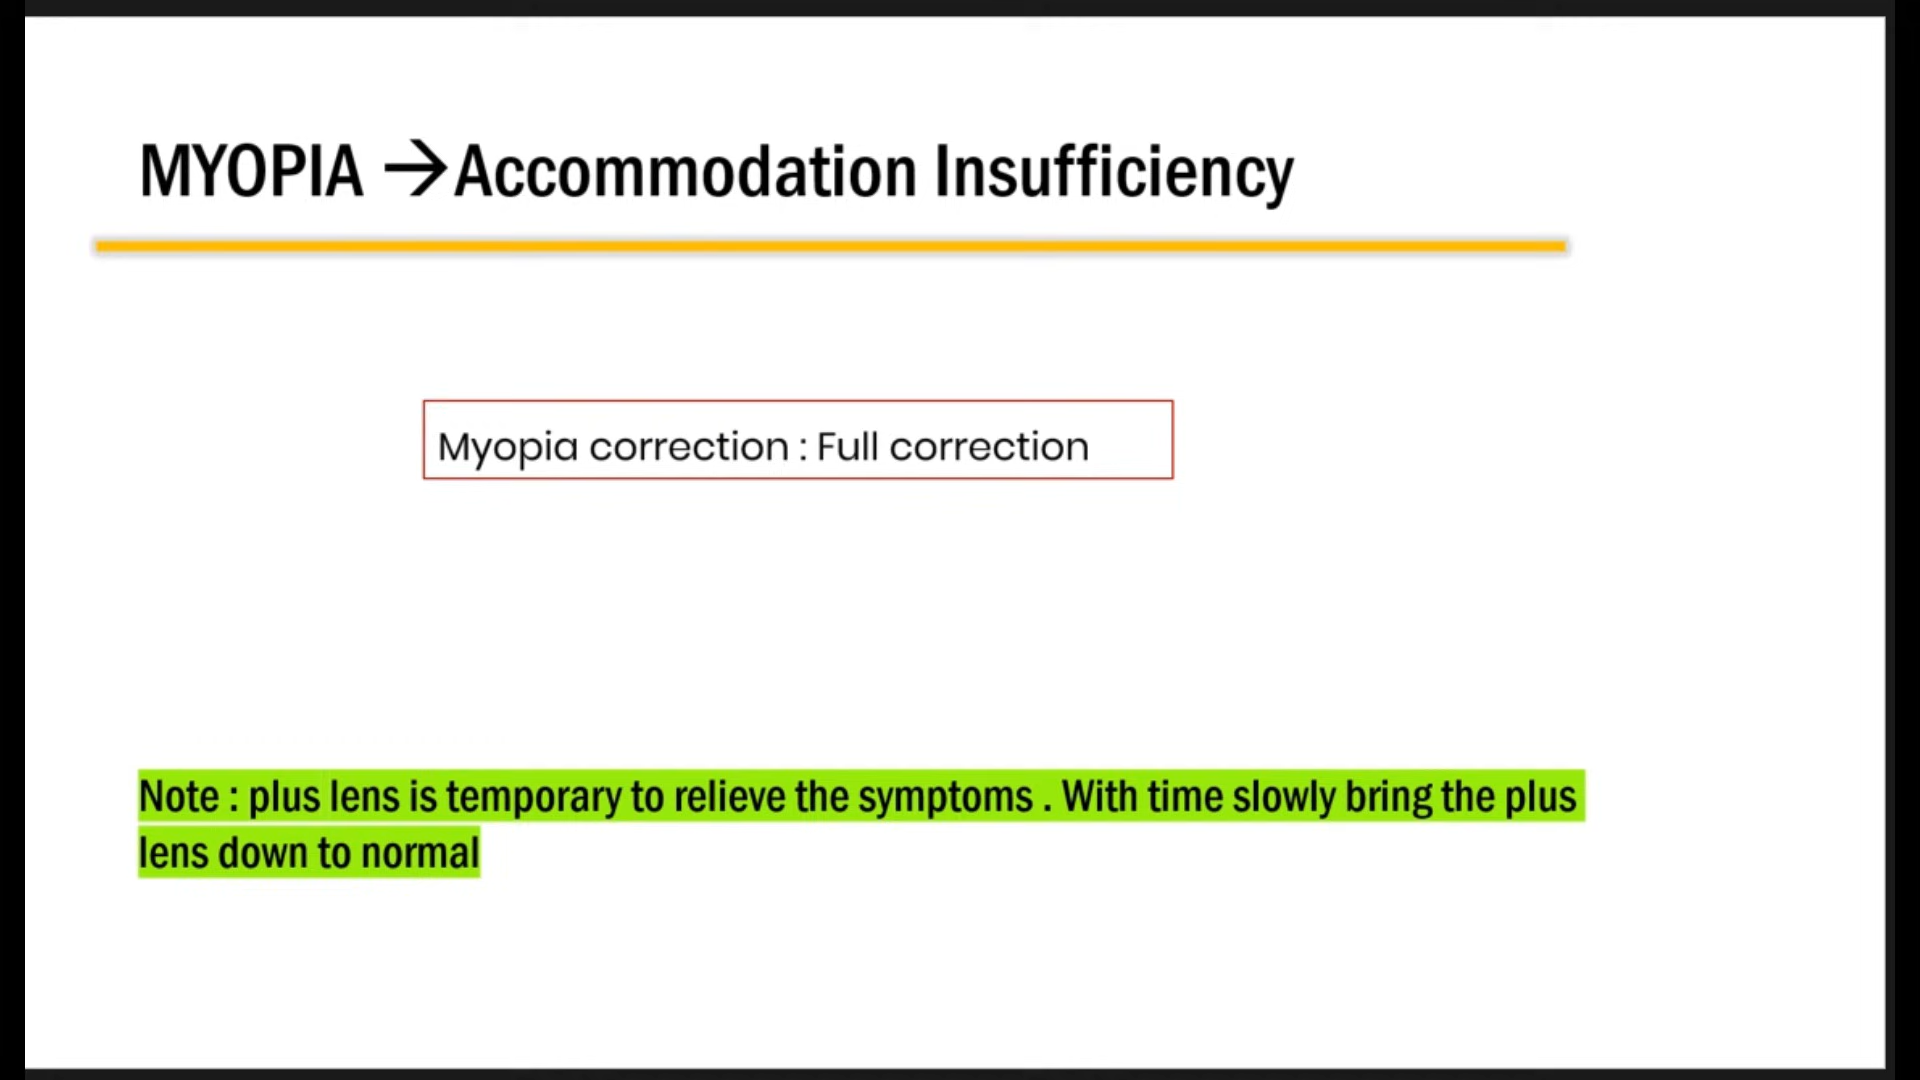 MYOPIA →Accommodation Insufficiency
Myopia correction : Full correction
Note : plus lens is temporary to relieve the symptoms . With time slowly bring the plus
lens down to normal